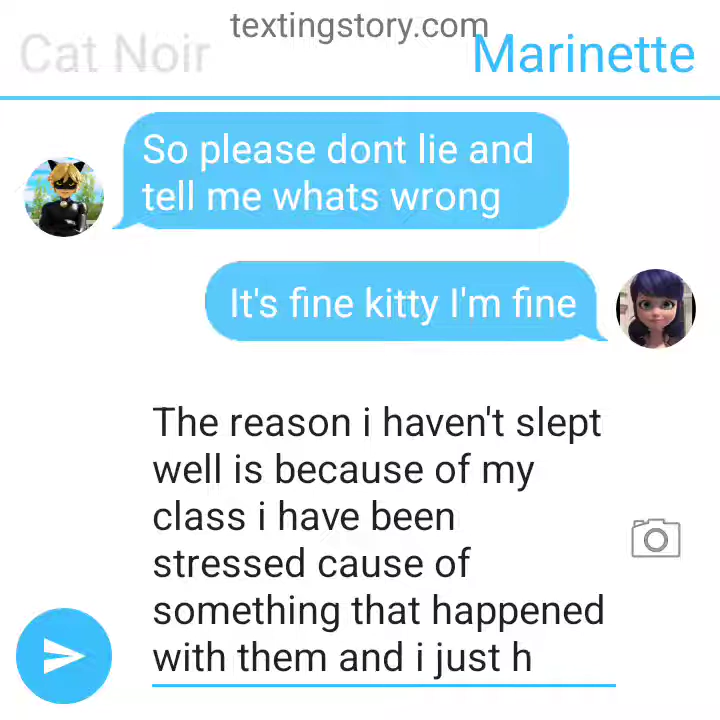 textingstory.com
Cat Noir
Marinette
So please dont lie and
tell me whats wrong
It's fine kitty I'm fine
The reason i haven't slept
well is because of my
class i have been
stressed cause of
something that happened
with them and i just h